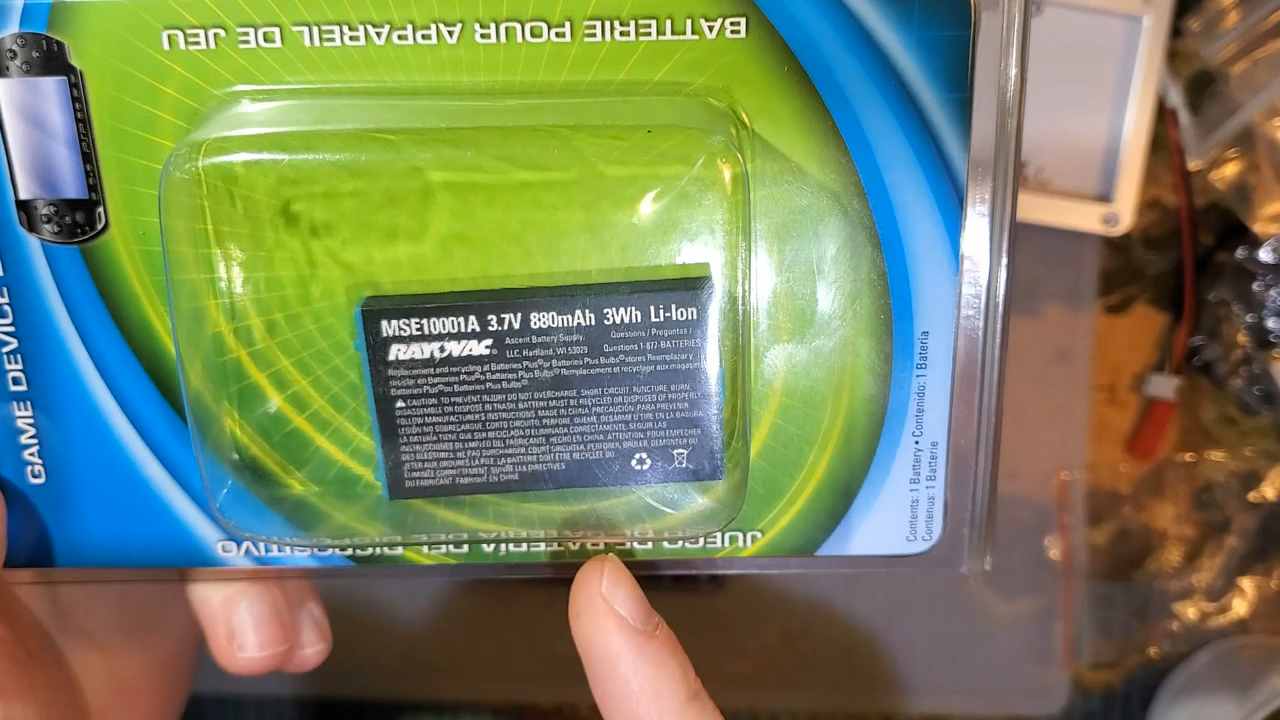 BATTERIE POUR APPAREIL DE JEU
PSP
GAME DEVICE
MSE10001A 3.7V 880mAh 3Wh Li-Ion
RAYOVAC®
Ascent Battery Supply,
LLC, Hartland, WI 53029
Questions / Preguntas /
Questions 1-877-BATTERIES
Replacement and recycling at Batteries Plus® or Batteries Plus Bulbs® stores Reemplazar y
reciclar en Batteries Plus® o Batteries Plus Bulbs® Remplacement et recyclage aux magasins
Batteries Plus® ou Batteries Plus Bulbs®
CAUTION: TO PREVENT INJURY DO NOT OVERCHARGE, SHORT CIRCUIT, PUNCTURE, BURN,
DISASSEMBLE OR DISPOSE IN TRASH. BATTERY MUST BE RECYCLED OR DISPOSED OF PROPERLY.
FOLLOW MANUFACTURER'S INSTRUCTIONS. MADE IN CHINA. PRECAUCIÓN: PARA PREVENIR
LESIÓN NO SOBRECARGUE, CORTO CIRCUITO, PERFORE, QUEME, DESARME O TIRE EN LA BASURA.
LA BATERÍA TIENE QUE SER RECICLADA O ELIMINADA CORRECTAMENTE. SEGUIR LAS
INSTRUCCIONES DE EMPLEO DEL FABRICANTE. HECHO EN CHINA. ATTENTION: POUR EMPECHER
DES BLESSURES, NE PAS SURCHARGER, COURT CIRCUITER, PERFORER, BRULER, DEMONTER OU
JETER AUX ORDURES LA PILE. LA BATTERIE DOIT ÊTRE RECYCLÉE OU
ÉLIMINÉE CORRECTEMENT. SUIVRE LES DIRECTIVES
DU FABRICANT. FABRIQUÉ EN CHINE
JUEGO DE BATERÍA DEL DISPOSITIVO
Contents: 1 Battery • Contenido: 1 Batería
Contenus: 1 Batterie